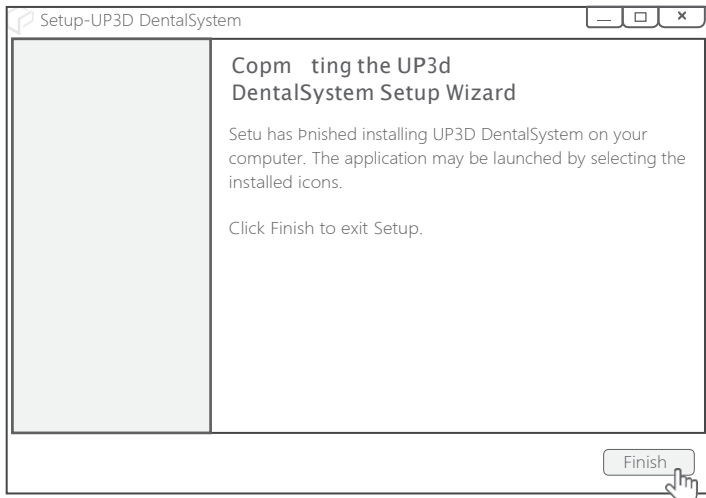 Setup-UP3D DentalSystem
Copm ting the UP3d
DentalSystem Setup Wizard
Setu has Þnished installing UP3D DentalSystem on your
computer. The application may be launched by selecting the
installed icons.
Click Finish to exit Setup.
Finish